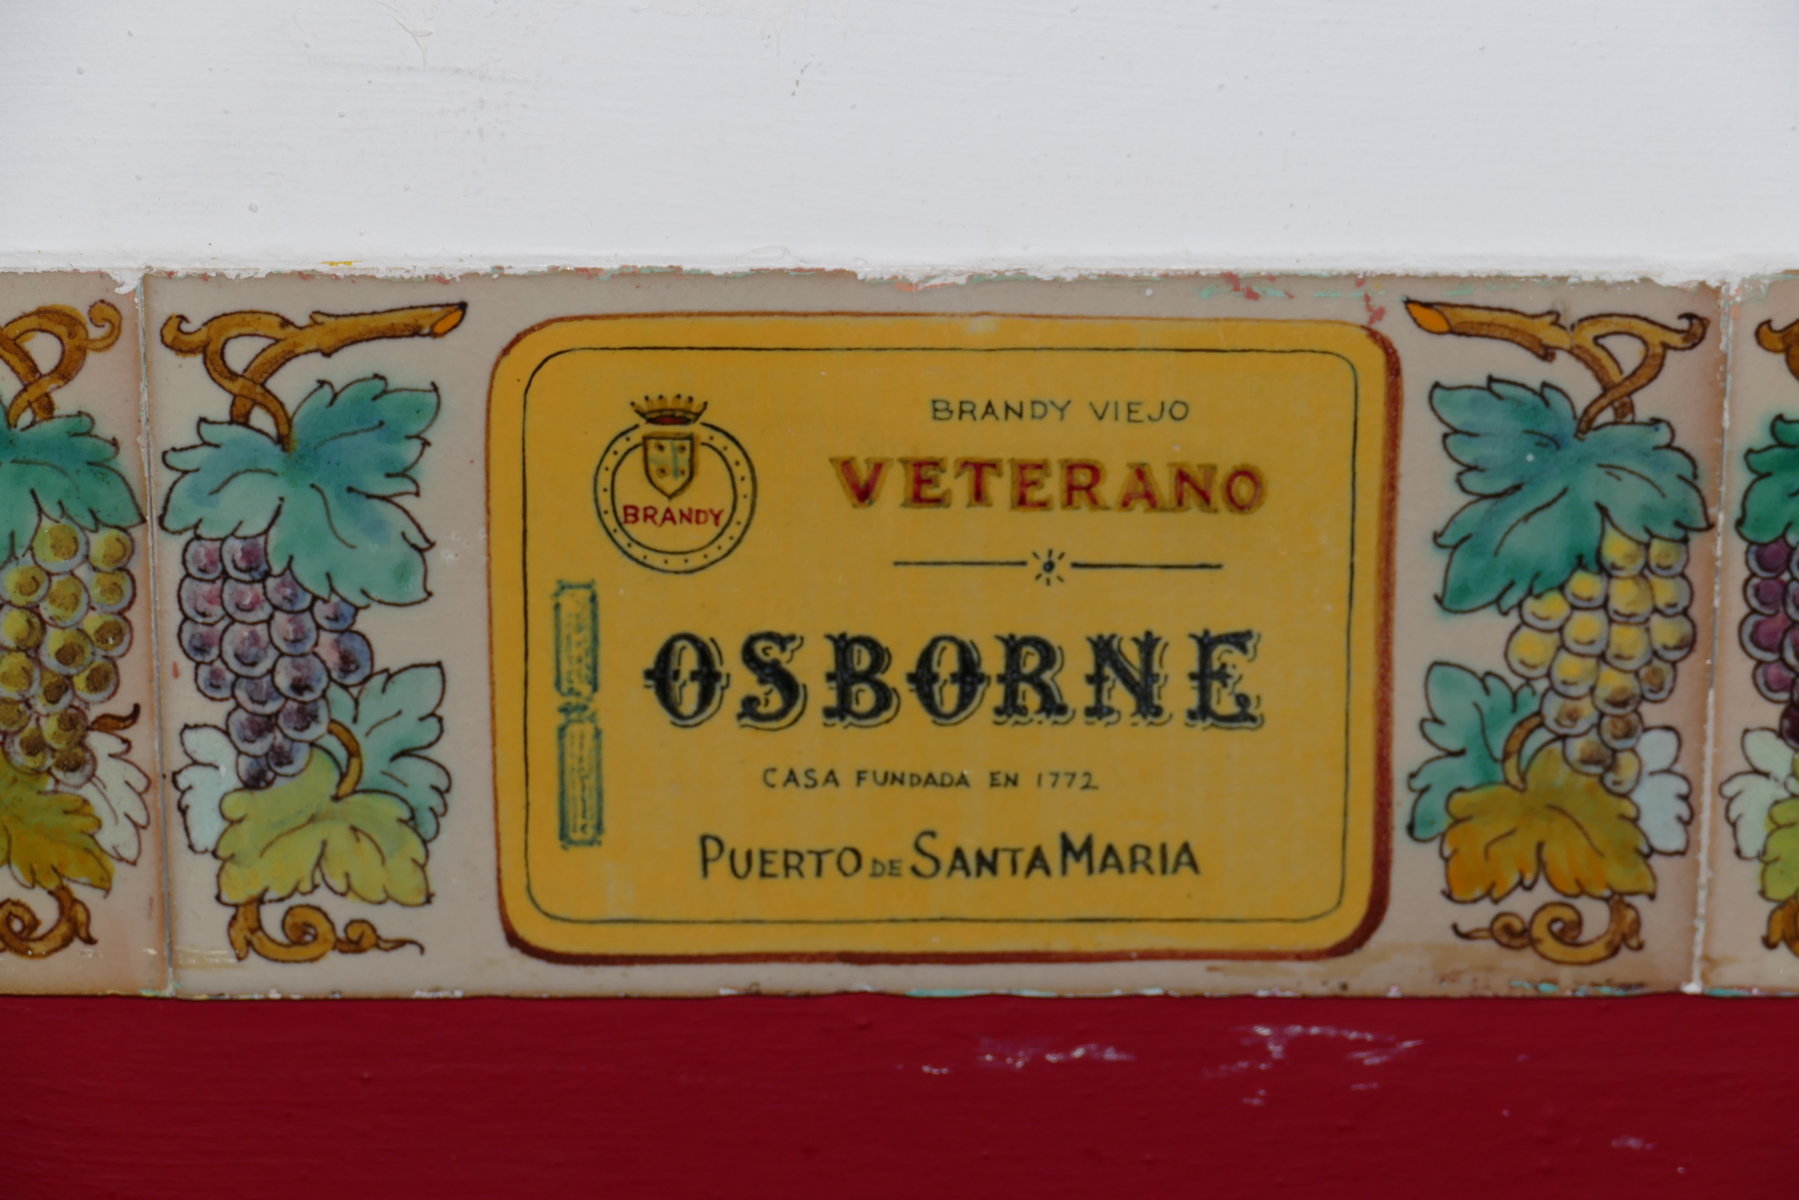 BRANDY VIEJO
VETERANO
BRANDY
OSBORNE
CASA FUNDADA EN 1772
PUERTO DE SANTA MARIA